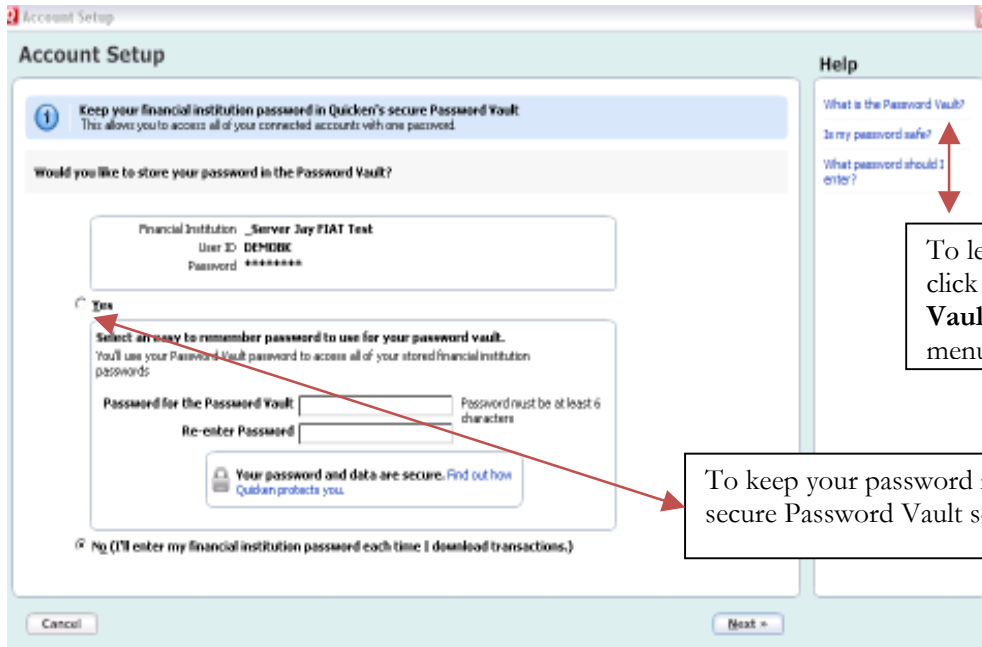 Account Setup
Account Setup
Help
Keep your financial institution password in Quicken's secure Password Vault
This allows you to access all of your connected accounts with one password.
What is the Password Vault?
Is my password safe?
What password should I
enter?
Would you like to store your password in the Password Vault?
Financial Institution _Server Jay FIAT Test
User ID DEMOBK
Password ********
Yes
Select an easy to remember password to use for your password vault.
You'll use your Password Vault password to access all of your stored financial institution
passwords
Password for the Password Vault
Password must be at least 6
characters
Re-enter Password
Your password and data are secure. Find out how
Quicken protects you.
No (I'll enter my financial institution password each time I download transactions.)
To le
click
Vaul
menu
To keep your password
secure Password Vault se
Cancel
Next »